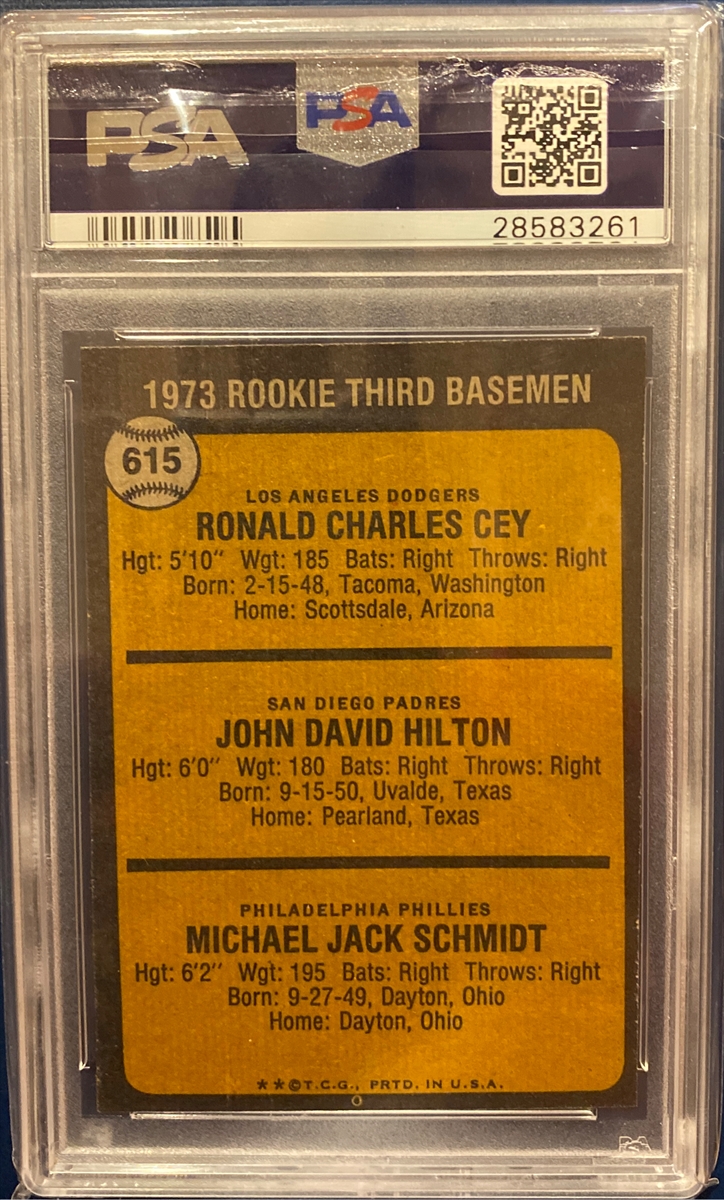 PSA
PSA
28583261
1973 ROOKIE THIRD BASEMEN
615
LOS ANGELES DODGERS
RONALD CHARLES CEY
Hgt: 5'10" Wgt: 185 Bats: Right Throws: Right
Born: 2-15-48, Tacoma, Washington
Home: Scottsdale, Arizona
SAN DIEGO PADRES
JOHN DAVID HILTON
Hgt: 6'0" Wgt: 180 Bats: Right Throws: Right
Born: 9-15-50, Uvalde, Texas
Home: Pearland, Texas
PHILADELPHIA PHILLIES
MICHAEL JACK SCHMIDT
Hgt: 6'2" Wgt: 195 Bats: Right Throws: Right
Born: 9-27-49, Dayton, Ohio
Home: Dayton, Ohio
**©T.C.G., PRTD. IN U.S.A.
PSA